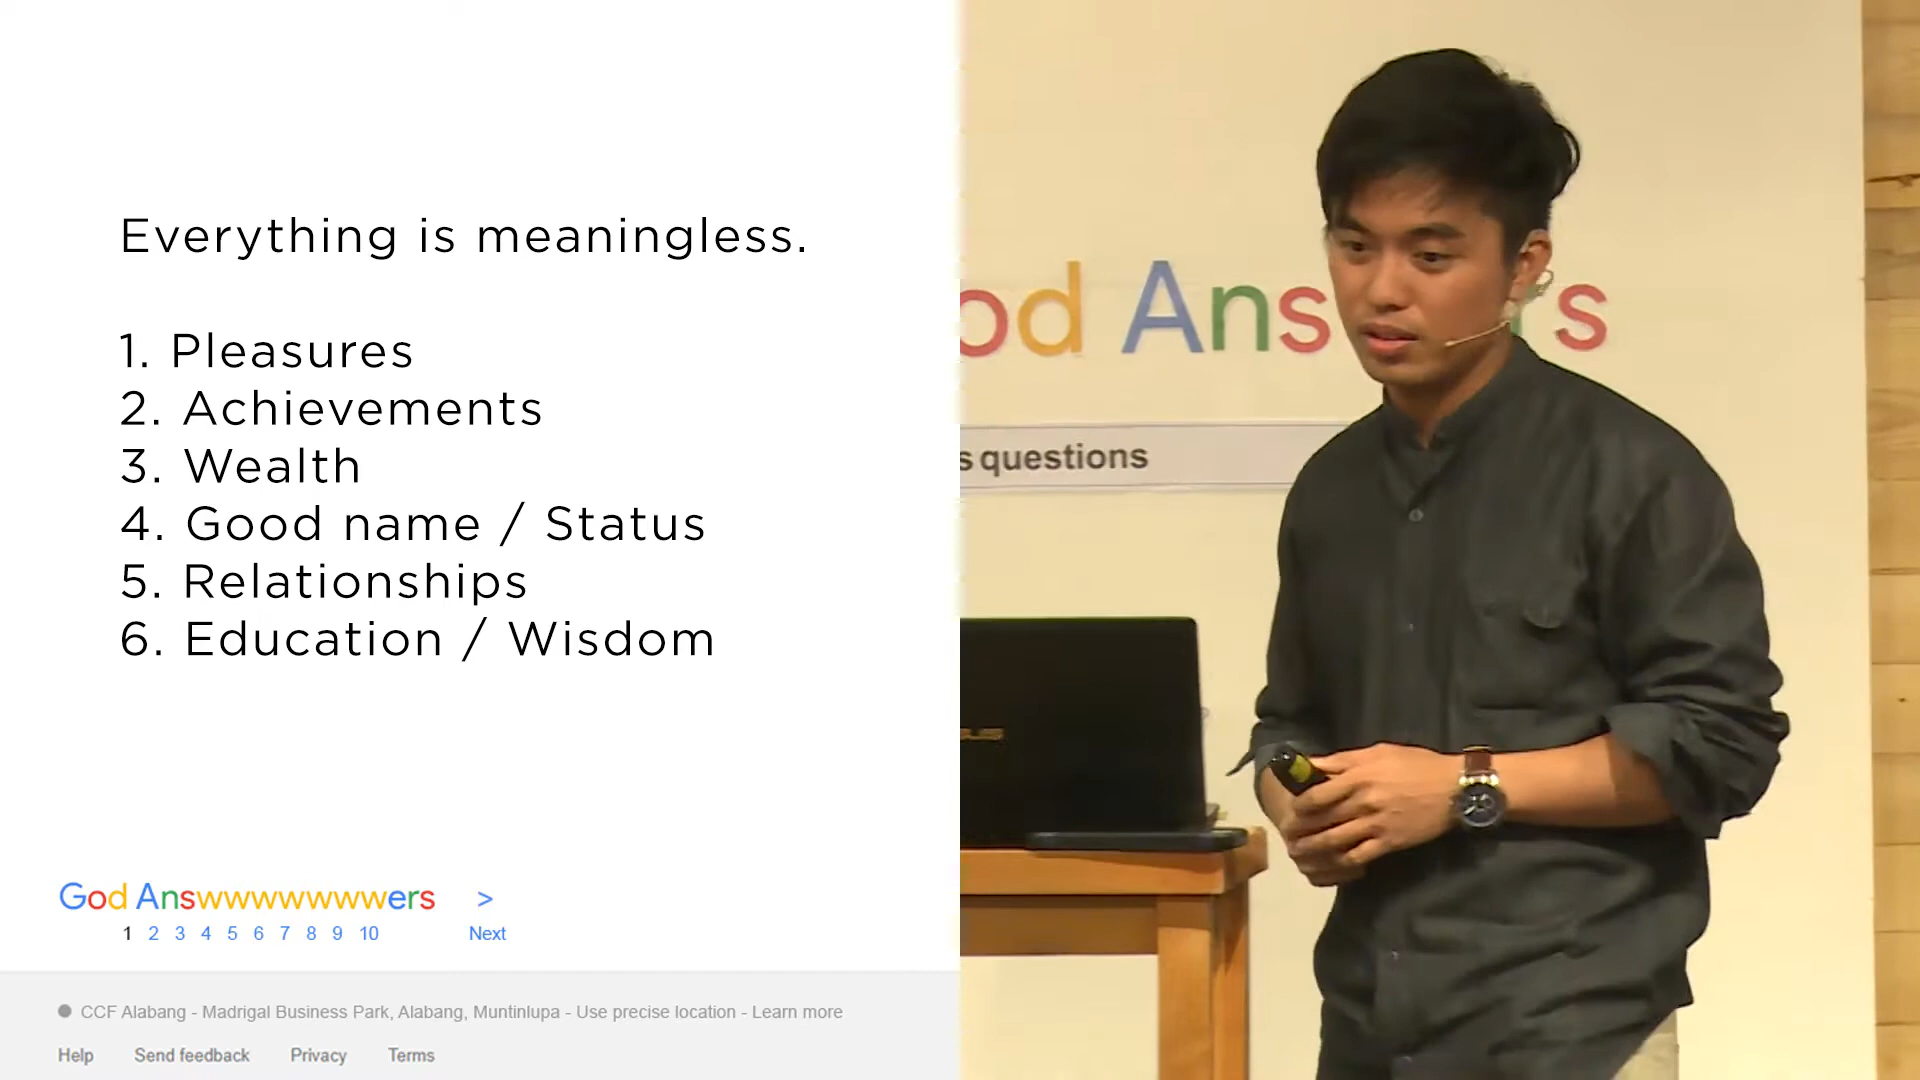 Everything is meaningless.
1. Pleasures
2. Achievements
3. Wealth
4. Good name / Status
5. Relationships
6. Education / Wisdom
God Answwwwwwwers >
1 2 3 4 5 6 7 8 9 10 Next
CCF Alabang - Madrigal Business Park, Alabang, Muntinlupa - Use precise location - Learn more
Help Send feedback Privacy Terms
od Ans rs
s questions